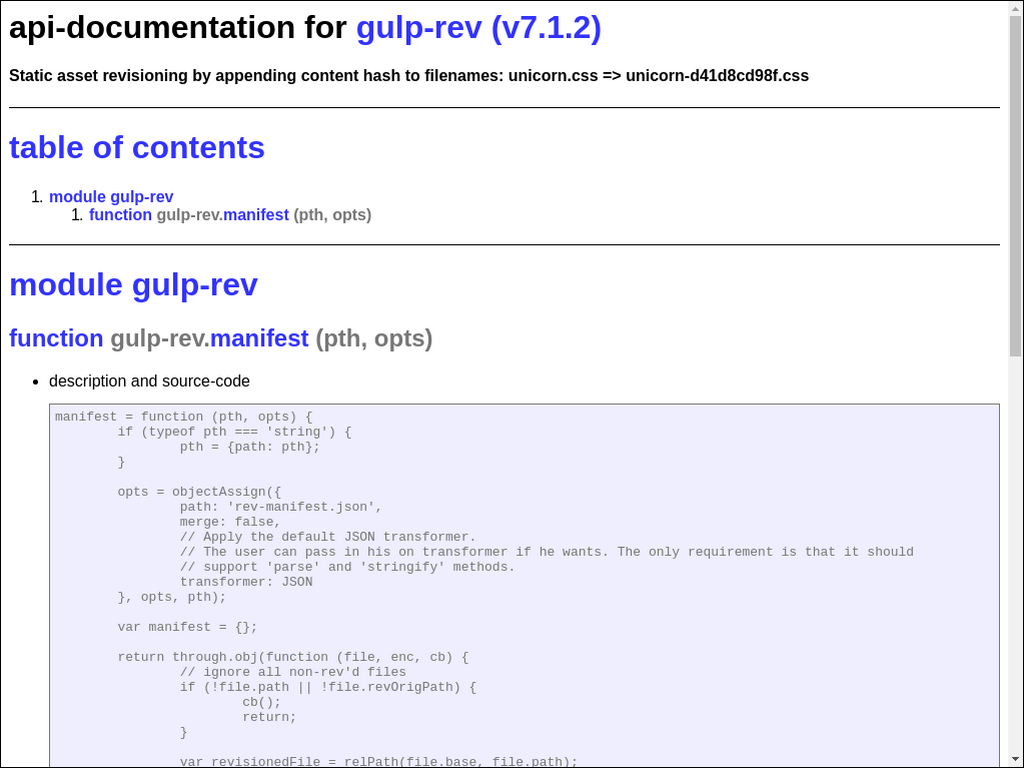 api-documentation for gulp-rev (v7.1.2)
Static asset revisioning by appending content hash to filenames: unicorn.css => unicorn-d41d8cd98f.css
table of contents
1. module gulp-rev
1. function gulp-rev.manifest (pth, opts)
module gulp-rev
function gulp-rev.manifest (pth, opts)
• description and source-code
manifest = function (pth, opts) {
        if (typeof pth === 'string') {
                pth = {path: pth};
        }
        opts = objectAssign({
                path: 'rev-manifest.json',
                merge: false,
                // Apply the default JSON transformer.
                // The user can pass in his on transformer if he wants. The only requirement is that it should
                // support 'parse' and 'stringify' methods.
                transformer: JSON
        }, opts, pth);
        var manifest = {};
        return through.obj(function (file, enc, cb) {
                // ignore all non-rev'd files
                if (!file.path || !file.revOrigPath) {
                        cb();
                        return;
                }
                var revisionedFile = relPath(file.base, file.path);